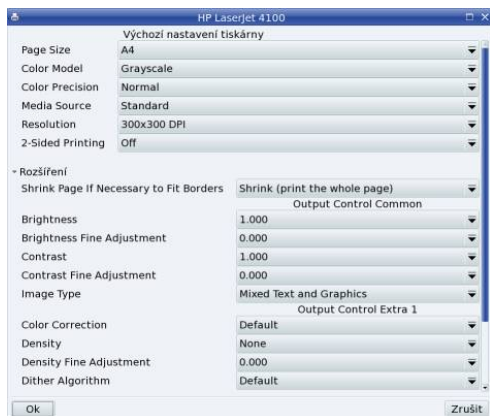 HP LaserJet 4100
Výchozí nastavení tiskárny
Page Size A4
Color Model Grayscale
Color Precision Normal
Media Source Standard
Resolution 300x300 DPI
2-Sided Printing Off
Rozšíření
Shrink Page If Necessary to Fit Borders Shrink (print the whole page)
Output Control Common
Brightness 1.000
Brightness Fine Adjustment 0.000
Contrast 1.000
Contrast Fine Adjustment 0.000
Image Type Mixed Text and Graphics
Output Control Extra 1
Color Correction Default
Density None
Density Fine Adjustment 0.000
Dither Algorithm Default
Ok Zrušit